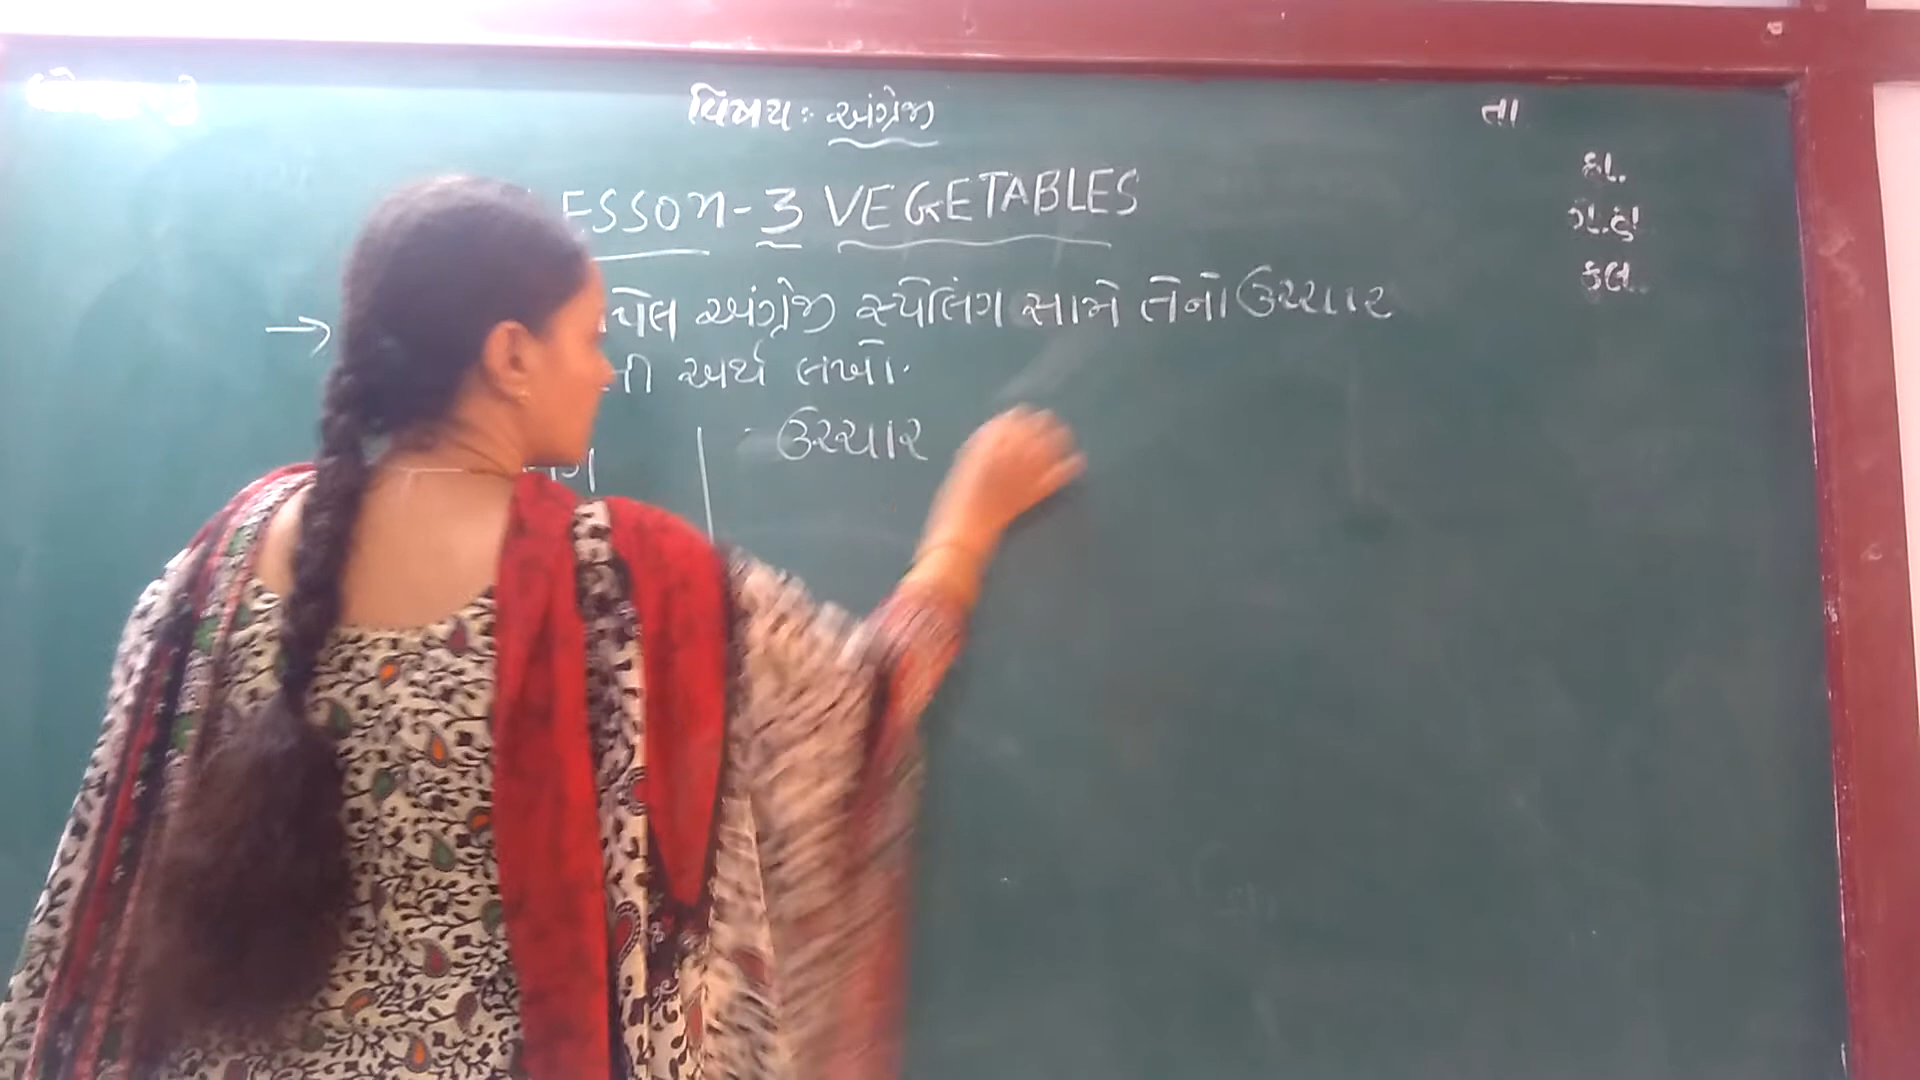 વિષય: અંગ્રેજી
તા
ESSON-3 VEGETABLES
ગે.હા.
કુલ.
→ અંગ્રેજી સ્પેલિંગ સામે તેનો ઉચ્ચાર
અર્થ લખો.
ઉચ્ચાર